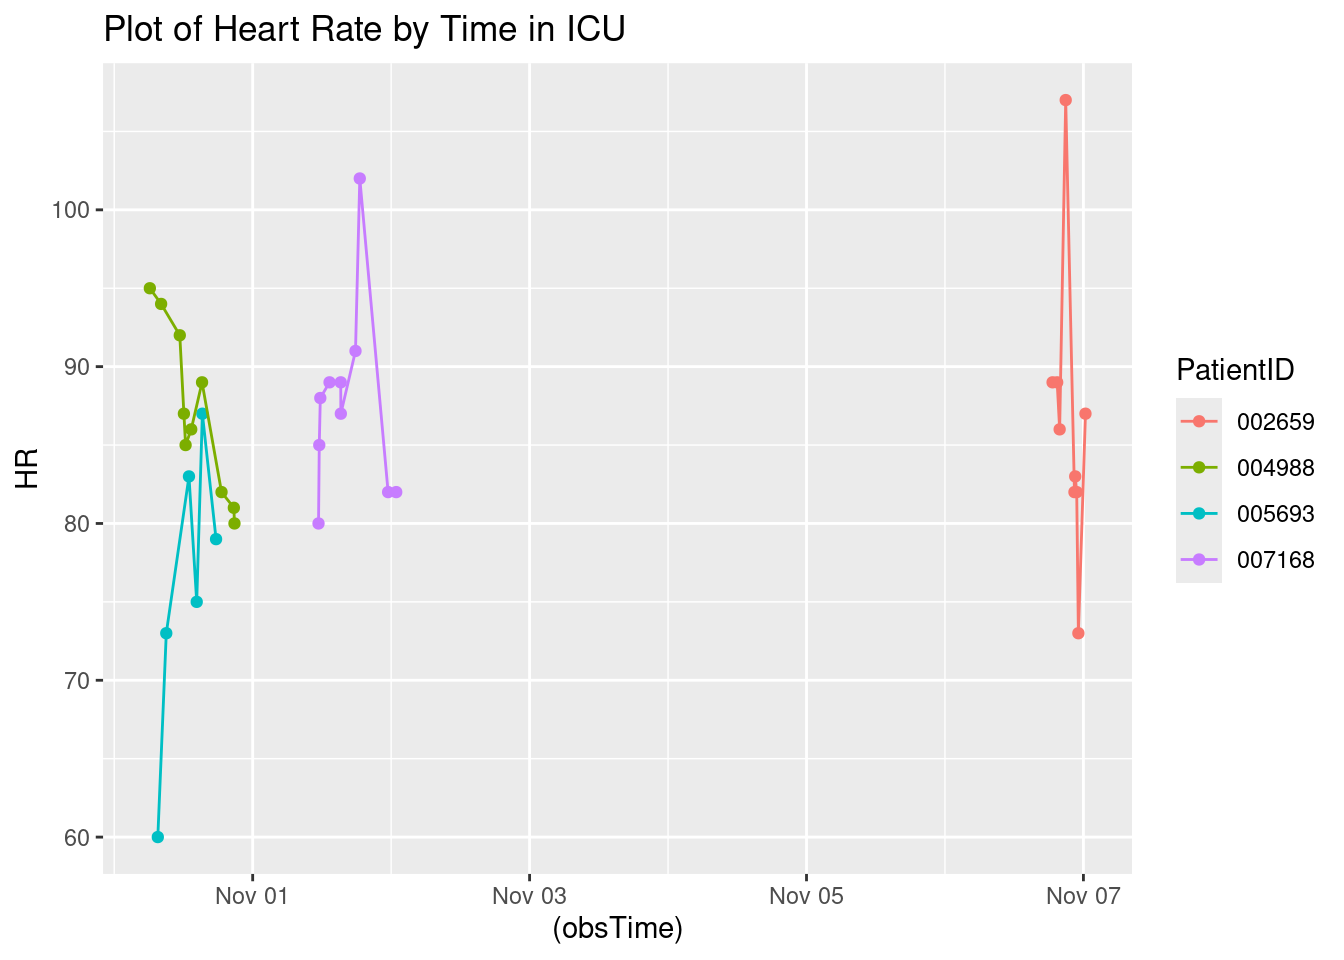 Plot of Heart Rate by Time in ICU
HR
100
90
80
70
60
Nov 01 Nov 03 Nov 05 Nov 07
(obsTime)
PatientID
002659
004988
005693
007168